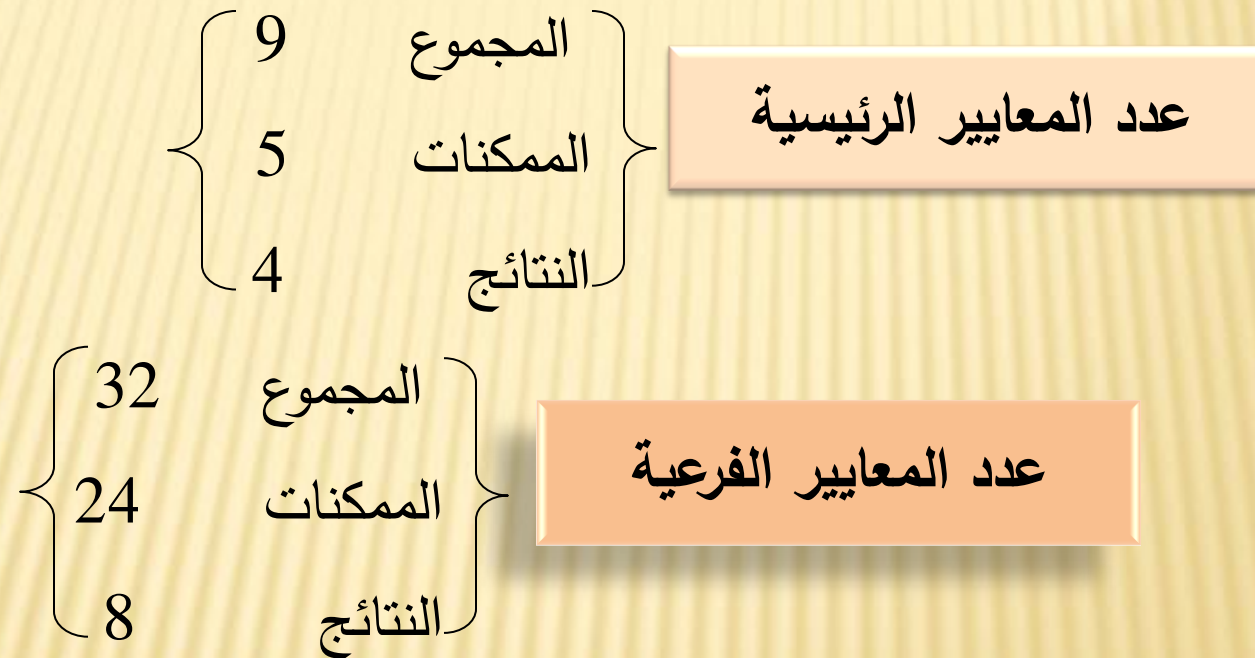 عدد المعايير الرئيسية
المجموع 9
الممكنات 5
النتائج 4
عدد المعايير الفرعية
المجموع 32
الممكنات 24
النتائج 8